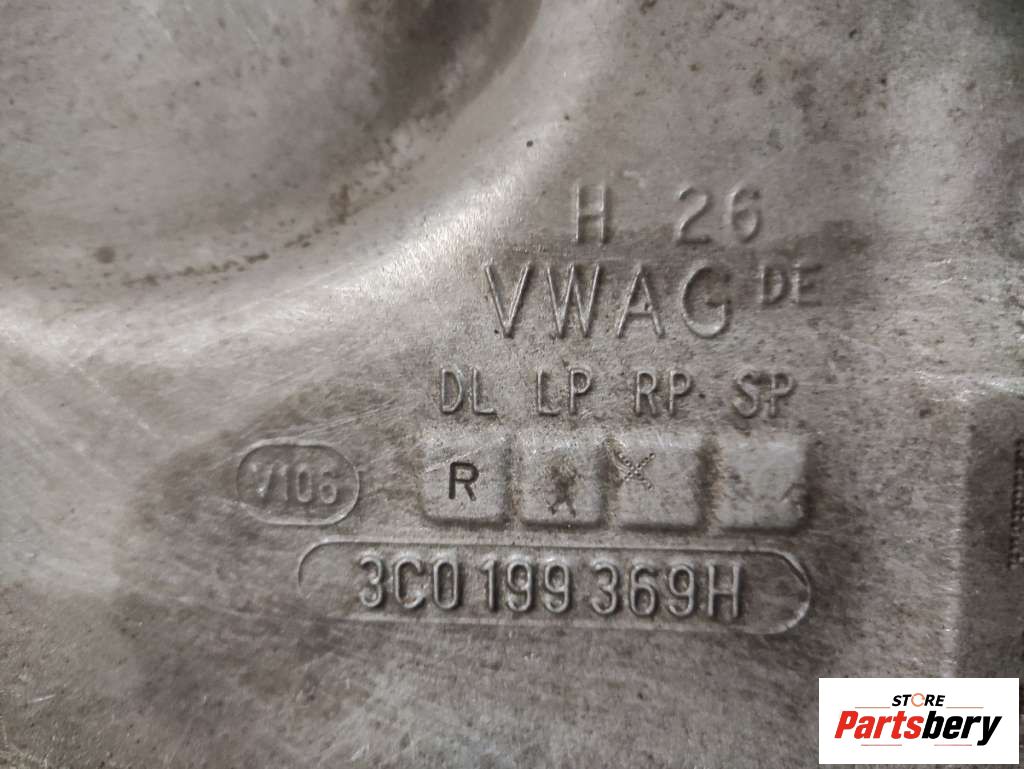 H 26
VWAG DE
DL LP RP SP
V106
R X X
3C0 199 369H
STORE
Partsbery